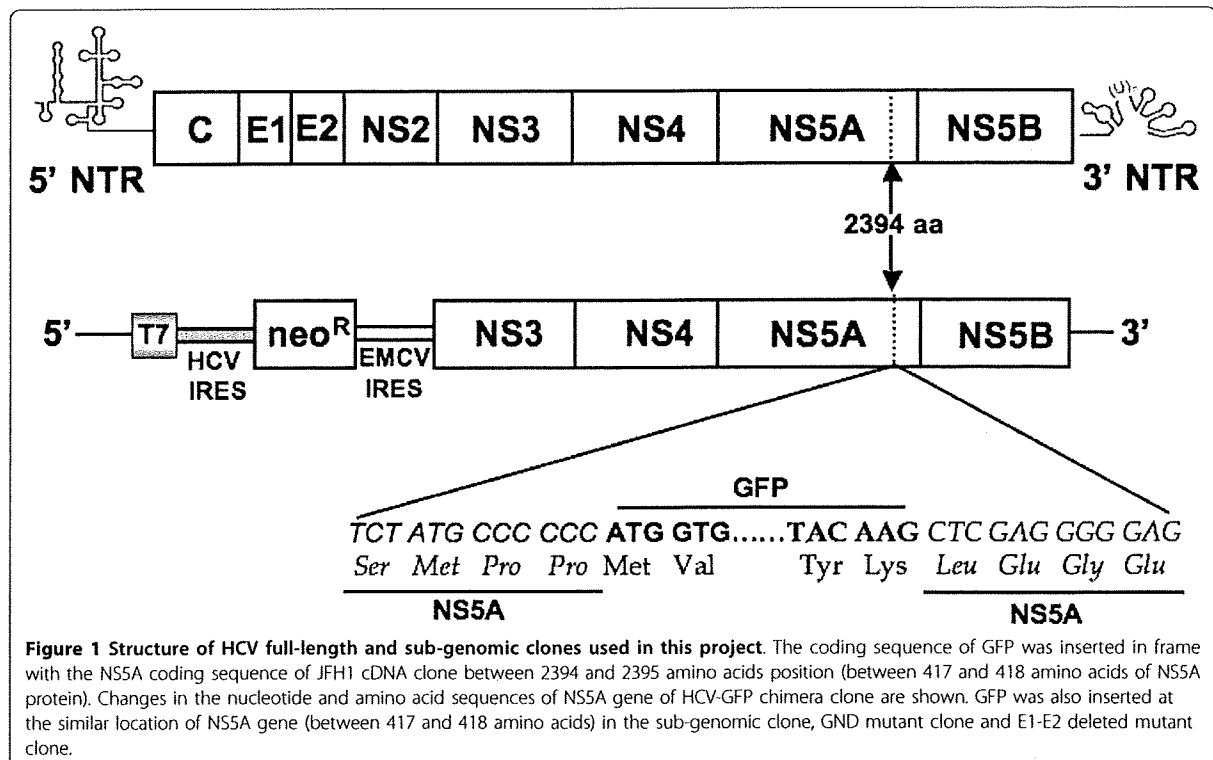 C E1 E2 NS2 NS3 NS4 NS5A NS5B
(U)n
5' NTR 3' NTR
2394 aa
5' T7 neoR NS3 NS4 NS5A NS5B 3'
HCV IRES
EMCV IRES
GFP
TCT ATG CCC CCC ATG GTG......TAC AAG CTC GAG GGG GAG
Ser Met Pro Pro Met Val Tyr Lys Leu Glu Gly Glu
NS5A NS5A
Figure 1 Structure of HCV full-length and sub-genomic clones used in this project. The coding sequence of GFP was inserted in frame
with the NS5A coding sequence of JFH1 cDNA clone between 2394 and 2395 amino acids position (between 417 and 418 amino acids of NS5A
protein). Changes in the nucleotide and amino acid sequences of NS5A gene of HCV-GFP chimera clone are shown. GFP was also inserted at
the similar location of NS5A gene (between 417 and 418 amino acids) in the sub-genomic clone, GND mutant clone and E1-E2 deleted mutant
clone.